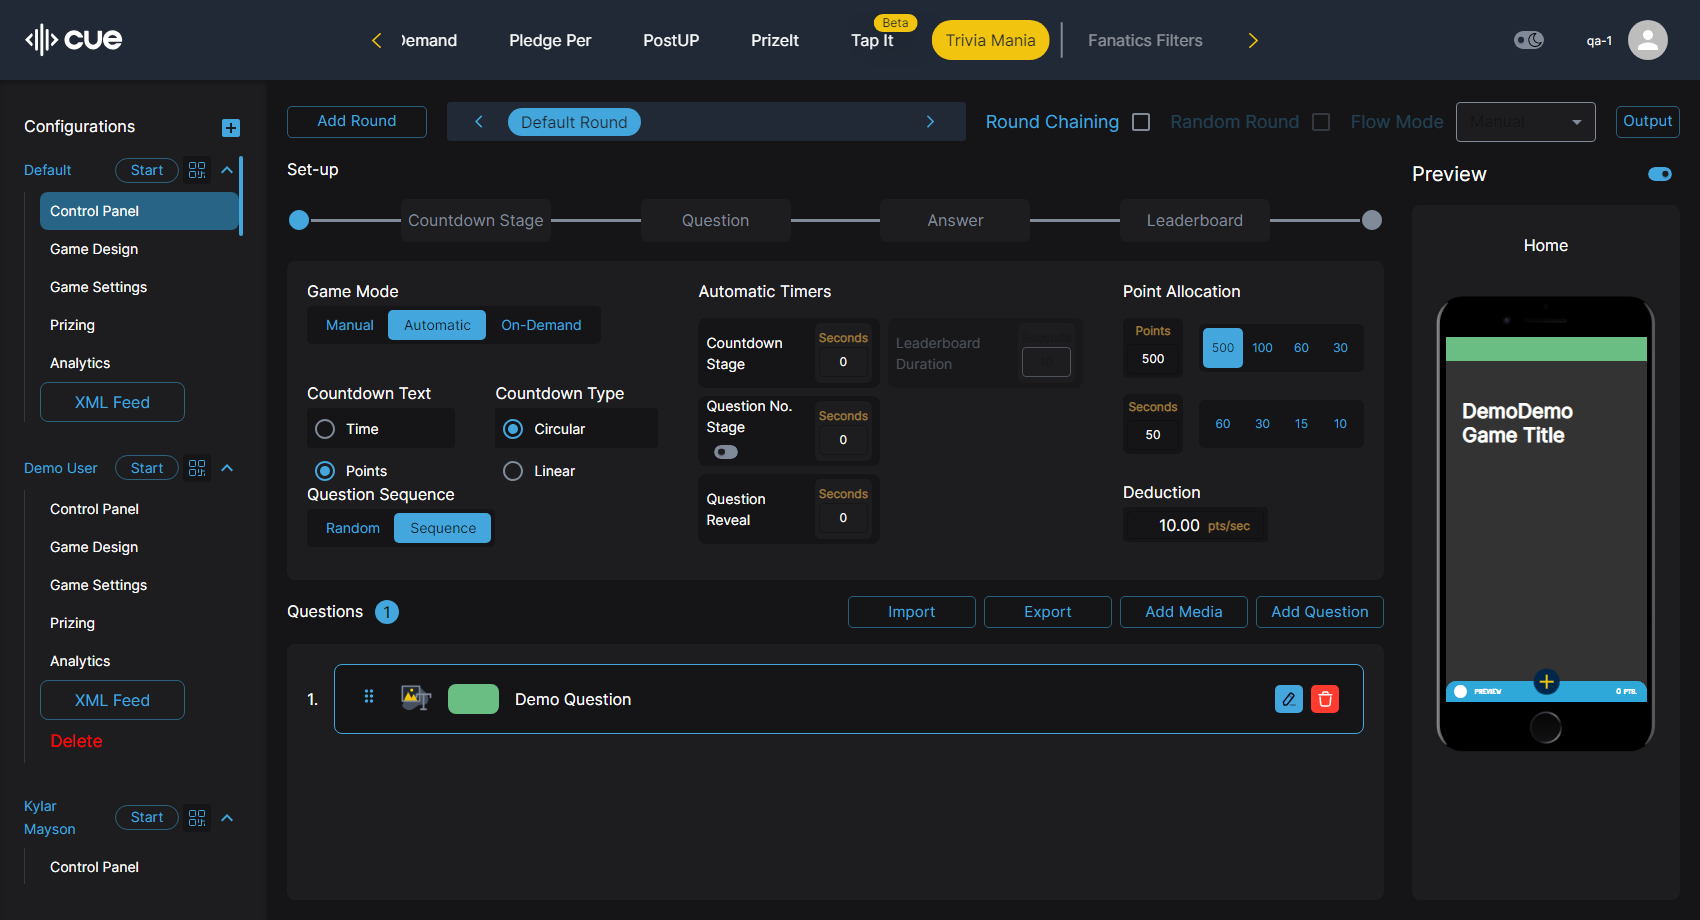 cue
Demand
Pledge Per
PostUP
PrizeIt
Tap It
Beta
Trivia Mania
Fanatics Filters
qa-1
Configurations
Default
Start
Control Panel
Game Design
Game Settings
Prizing
Analytics
XML Feed
Demo User
Start
Control Panel
Game Design
Game Settings
Prizing
Analytics
XML Feed
Delete
Kylar
Mayson
Start
Control Panel
Add Round
Default Round
Round Chaining
Random Round
Flow Mode
Manual
Output
Set-up
Countdown Stage
Question
Answer
Leaderboard
Game Mode
Manual
Automatic
On-Demand
Countdown Text
Time
Points
Countdown Type
Circular
Linear
Question Sequence
Random
Sequence
Automatic Timers
Countdown
Stage
Seconds
0
Leaderboard
Duration
Question No.
Stage
Seconds
0
Question
Reveal
Seconds
0
Point Allocation
Points
500
500
100
60
30
Seconds
50
60
30
15
10
Deduction
10.00 pts/sec
Questions 1
Import
Export
Add Media
Add Question
1.
Demo Question
Preview
Home
DemoDemo
Game Title
PREVIEW
0 PTS.